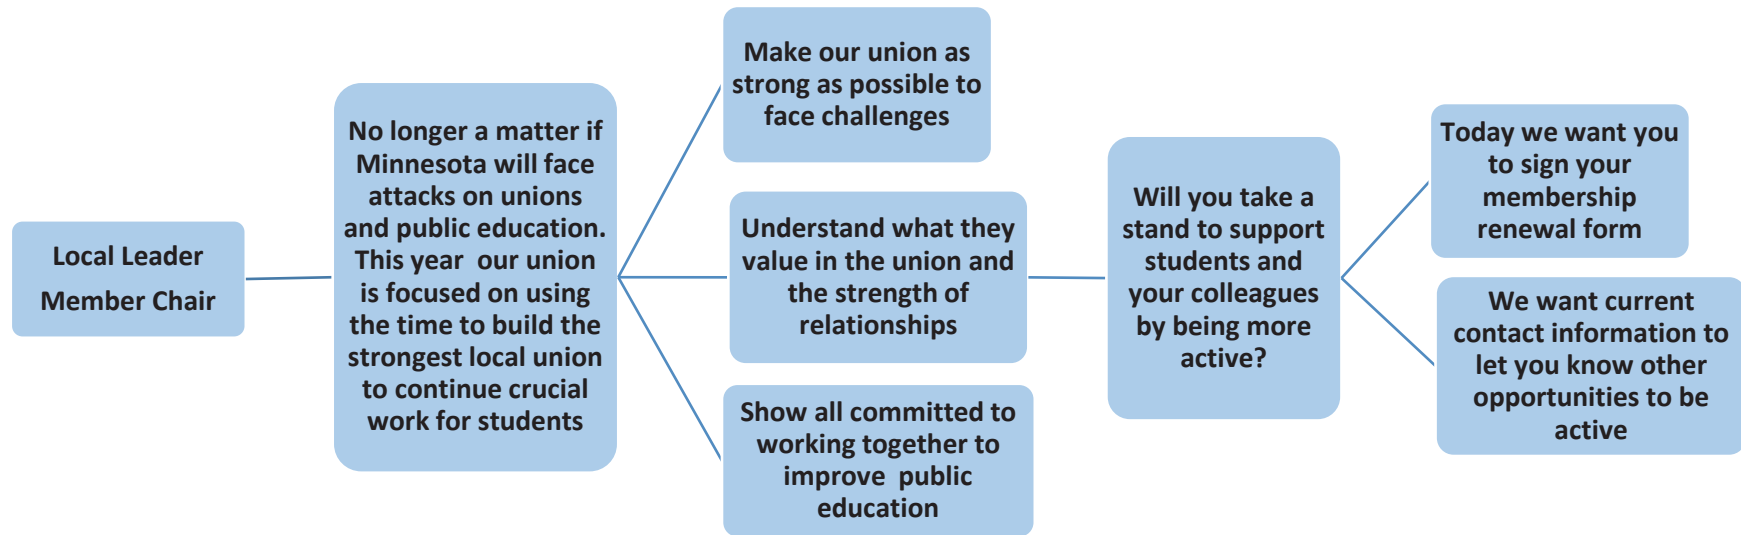 Local Leader
Member Chair
No longer a matter if
Minnesota will face
attacks on unions
and public education.
This year  our union
is focused on using
the time to build the
strongest local union
to continue crucial
work for students
Make our union as
strong as possible to
face challenges
Understand what they
value in the union and
the strength of
relationships
Show all committed to
working together to
improve  public
education
Will you take a
stand to support
students and
your colleagues
by being more
active?
Today we want you
to sign your
membership
renewal form
We want current
contact information to
let you know other
opportunities to be
active